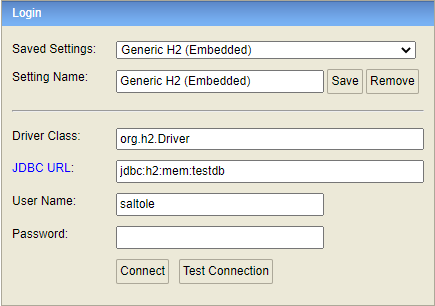 Login
Saved Settings: Generic H2 (Embedded)
Setting Name: Generic H2 (Embedded) Save Remove
Driver Class: org.h2.Driver
JDBC URL: jdbc:h2:mem:testdb
User Name: saltole
Password:
Connect Test Connection